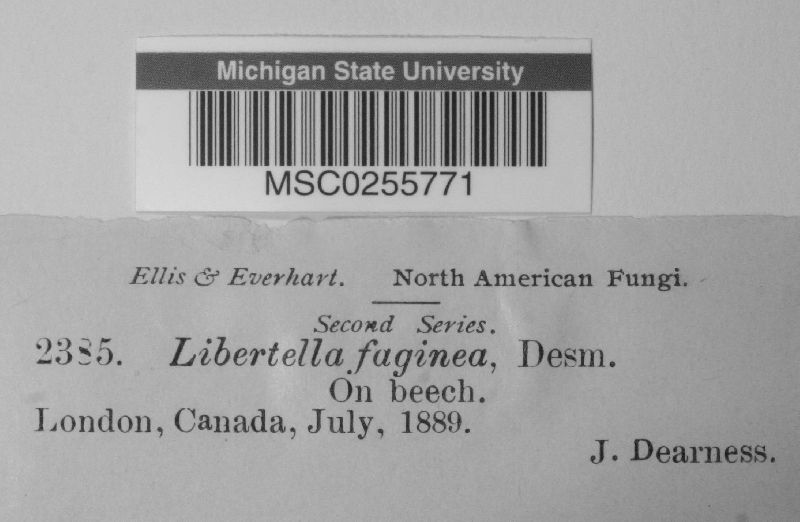 Michigan State University
MSC0255771
Ellis & Everhart. North American Fungi.
Second Series.
2385. Libertella faginea, Desm.
On beech.
London, Canada, July, 1889.
J. Dearness.